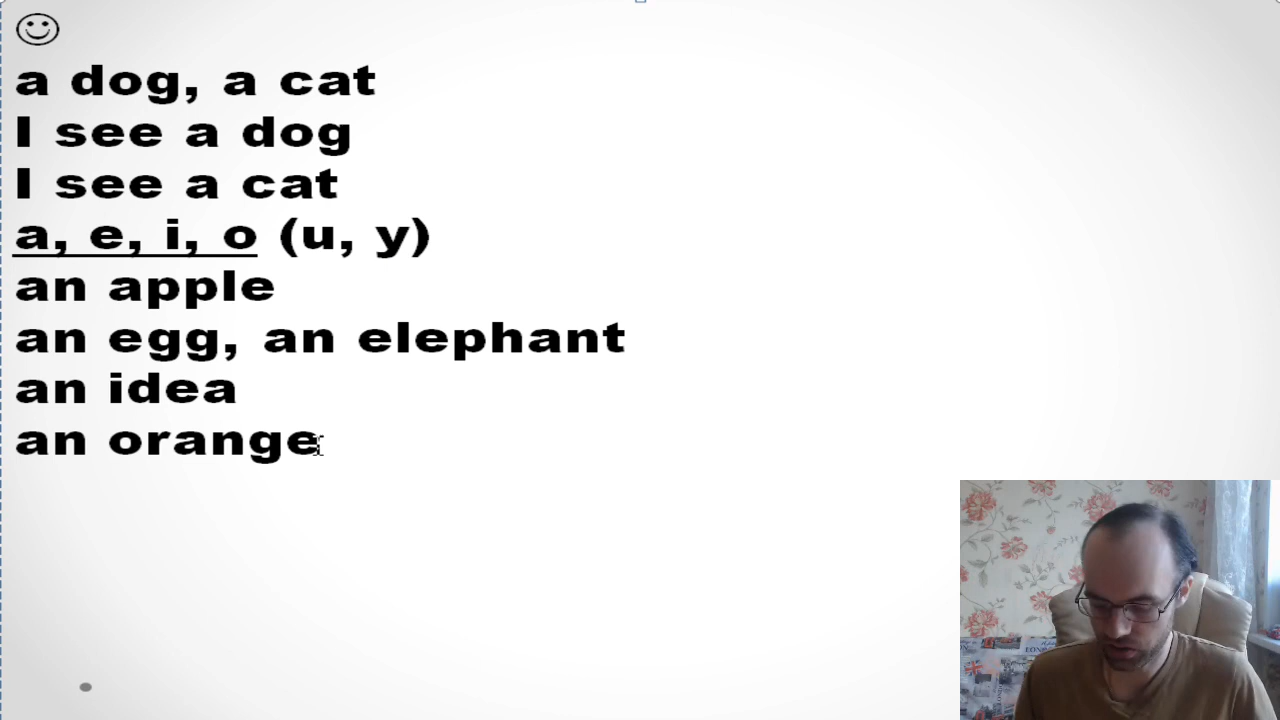 a dog, a cat
I see a dog
I see a cat
a, e, i, o (u, y)
an apple
an egg, an elephant
an idea
an orange